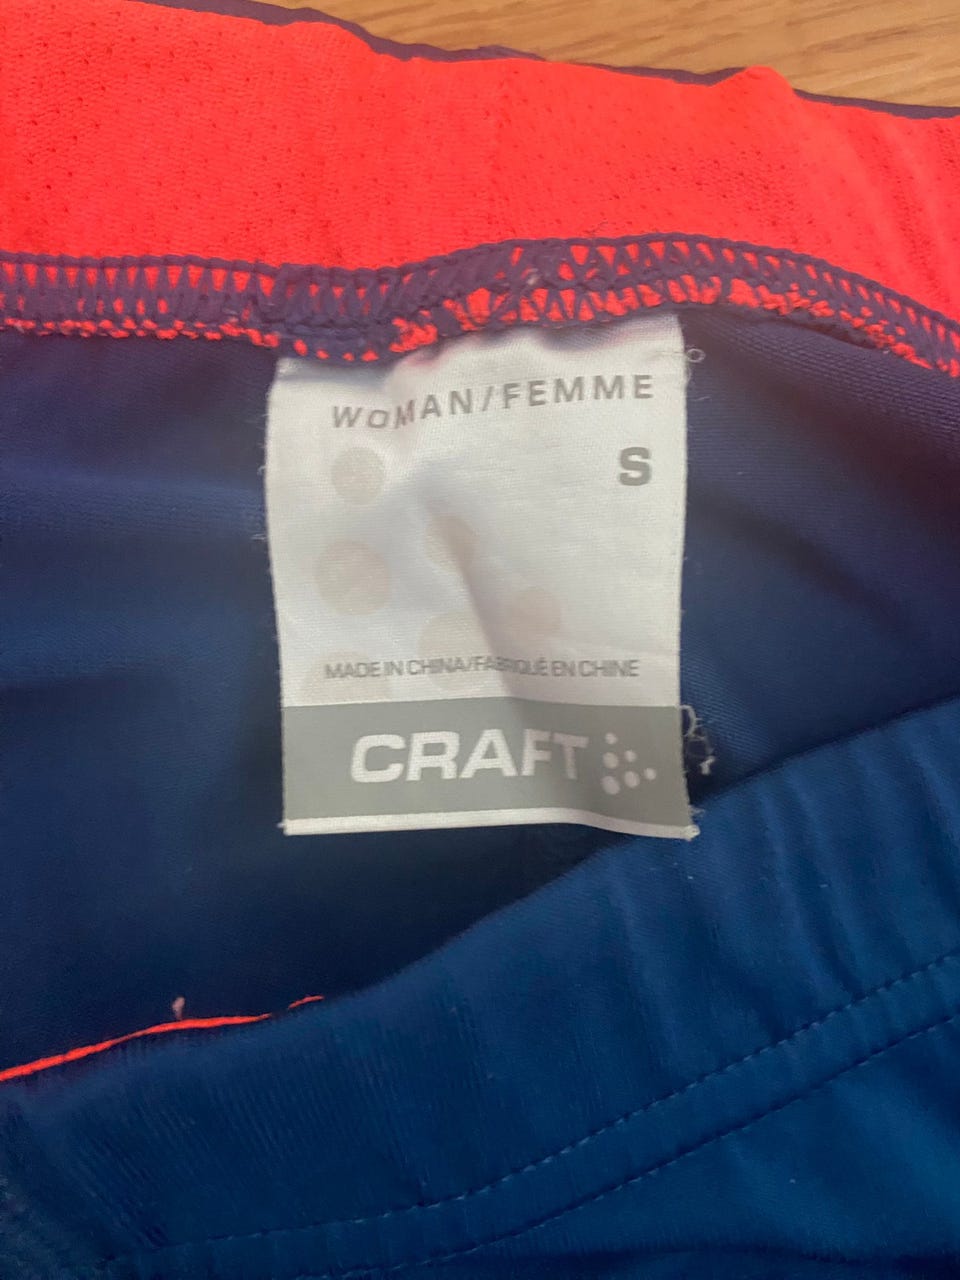 WOMAN/FEMME
S
MADE IN CHINA/FABRIQUÉ EN CHINE
CRAFT